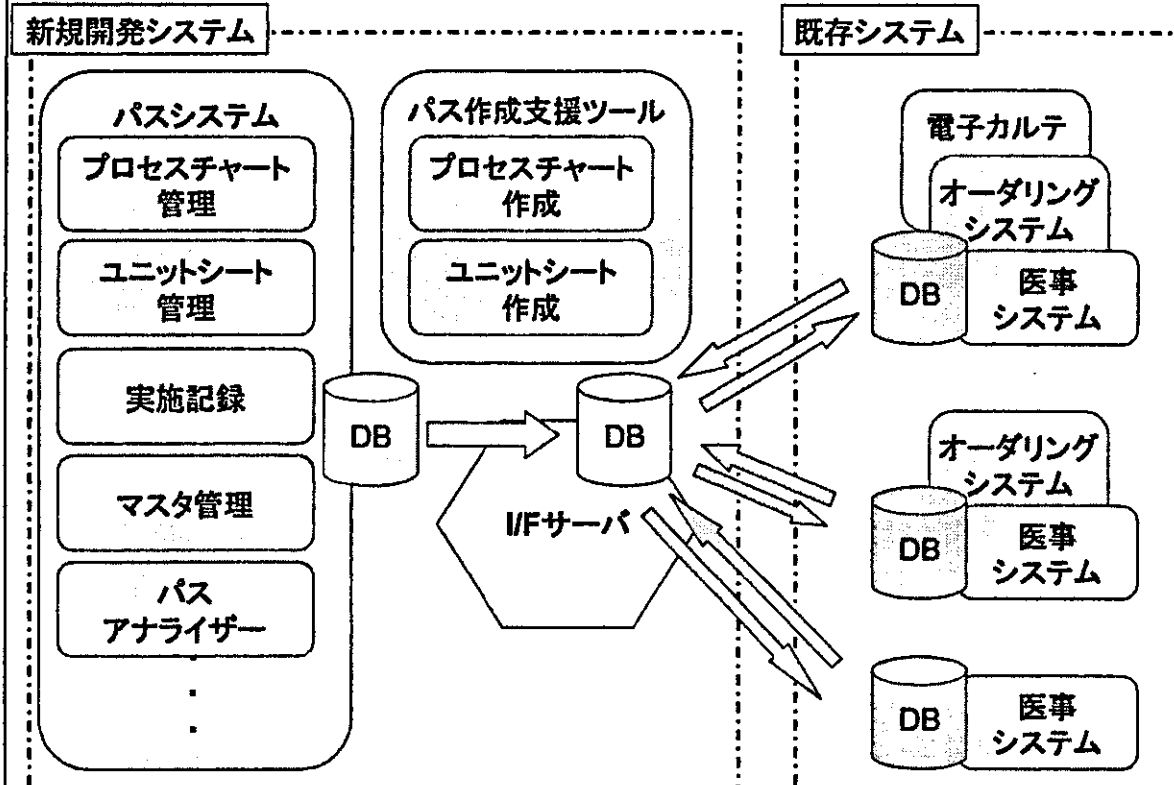 新規開発システム
既存システム
パスシステム
プロセスチャート
管理
ユニットシート
管理
実施記録
マスタ管理
パス
アナライザー
DB
パス作成支援ツール
プロセスチャート
作成
ユニットシート
作成
DB
I/Fサーバ
電子カルテ
オーダリング
システム
DB
医事
システム
オーダリング
システム
DB
医事
システム
DB
医事
システム